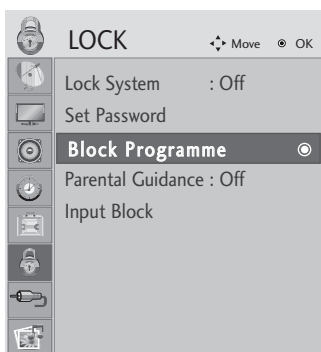 LOCK Move OK
Lock System : Off
Set Password
Block Programme
Parental Guidance : Off
Input Block